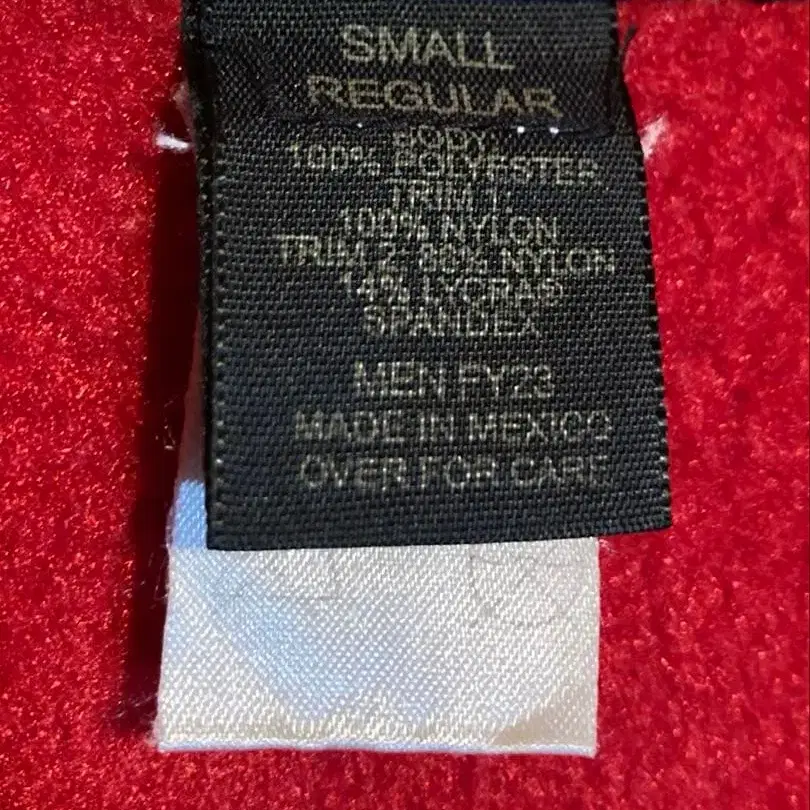 SMALL
REGULAR
BODY:
100% POLYESTER
TRIM 1
100% NYLON
TRIM 2 86% NYLON
14% LYCRA®
SPANDEX
MEN FY23
MADE IN MEXICO
OVER FOR CARE